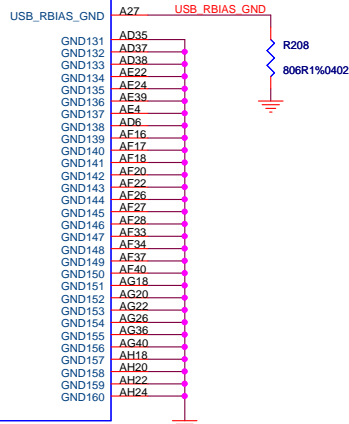 USB_RBIAS_GND A27 USB_RBIAS_GND
R208
806R1%0402
GND131 AD35
GND132 AD37
GND133 AD38
GND134 AE22
GND135 AE24
GND136 AE39
GND137 AE4
GND138 AD6
GND139 AF16
GND140 AF17
GND141 AF18
GND142 AF20
GND143 AF22
GND144 AF26
GND145 AF27
GND146 AF28
GND147 AF33
GND148 AF34
GND149 AF37
GND150 AF40
GND151 AG18
GND152 AG20
GND153 AG22
GND154 AG26
GND155 AG36
GND156 AG40
GND157 AH18
GND158 AH20
GND159 AH22
GND160 AH24